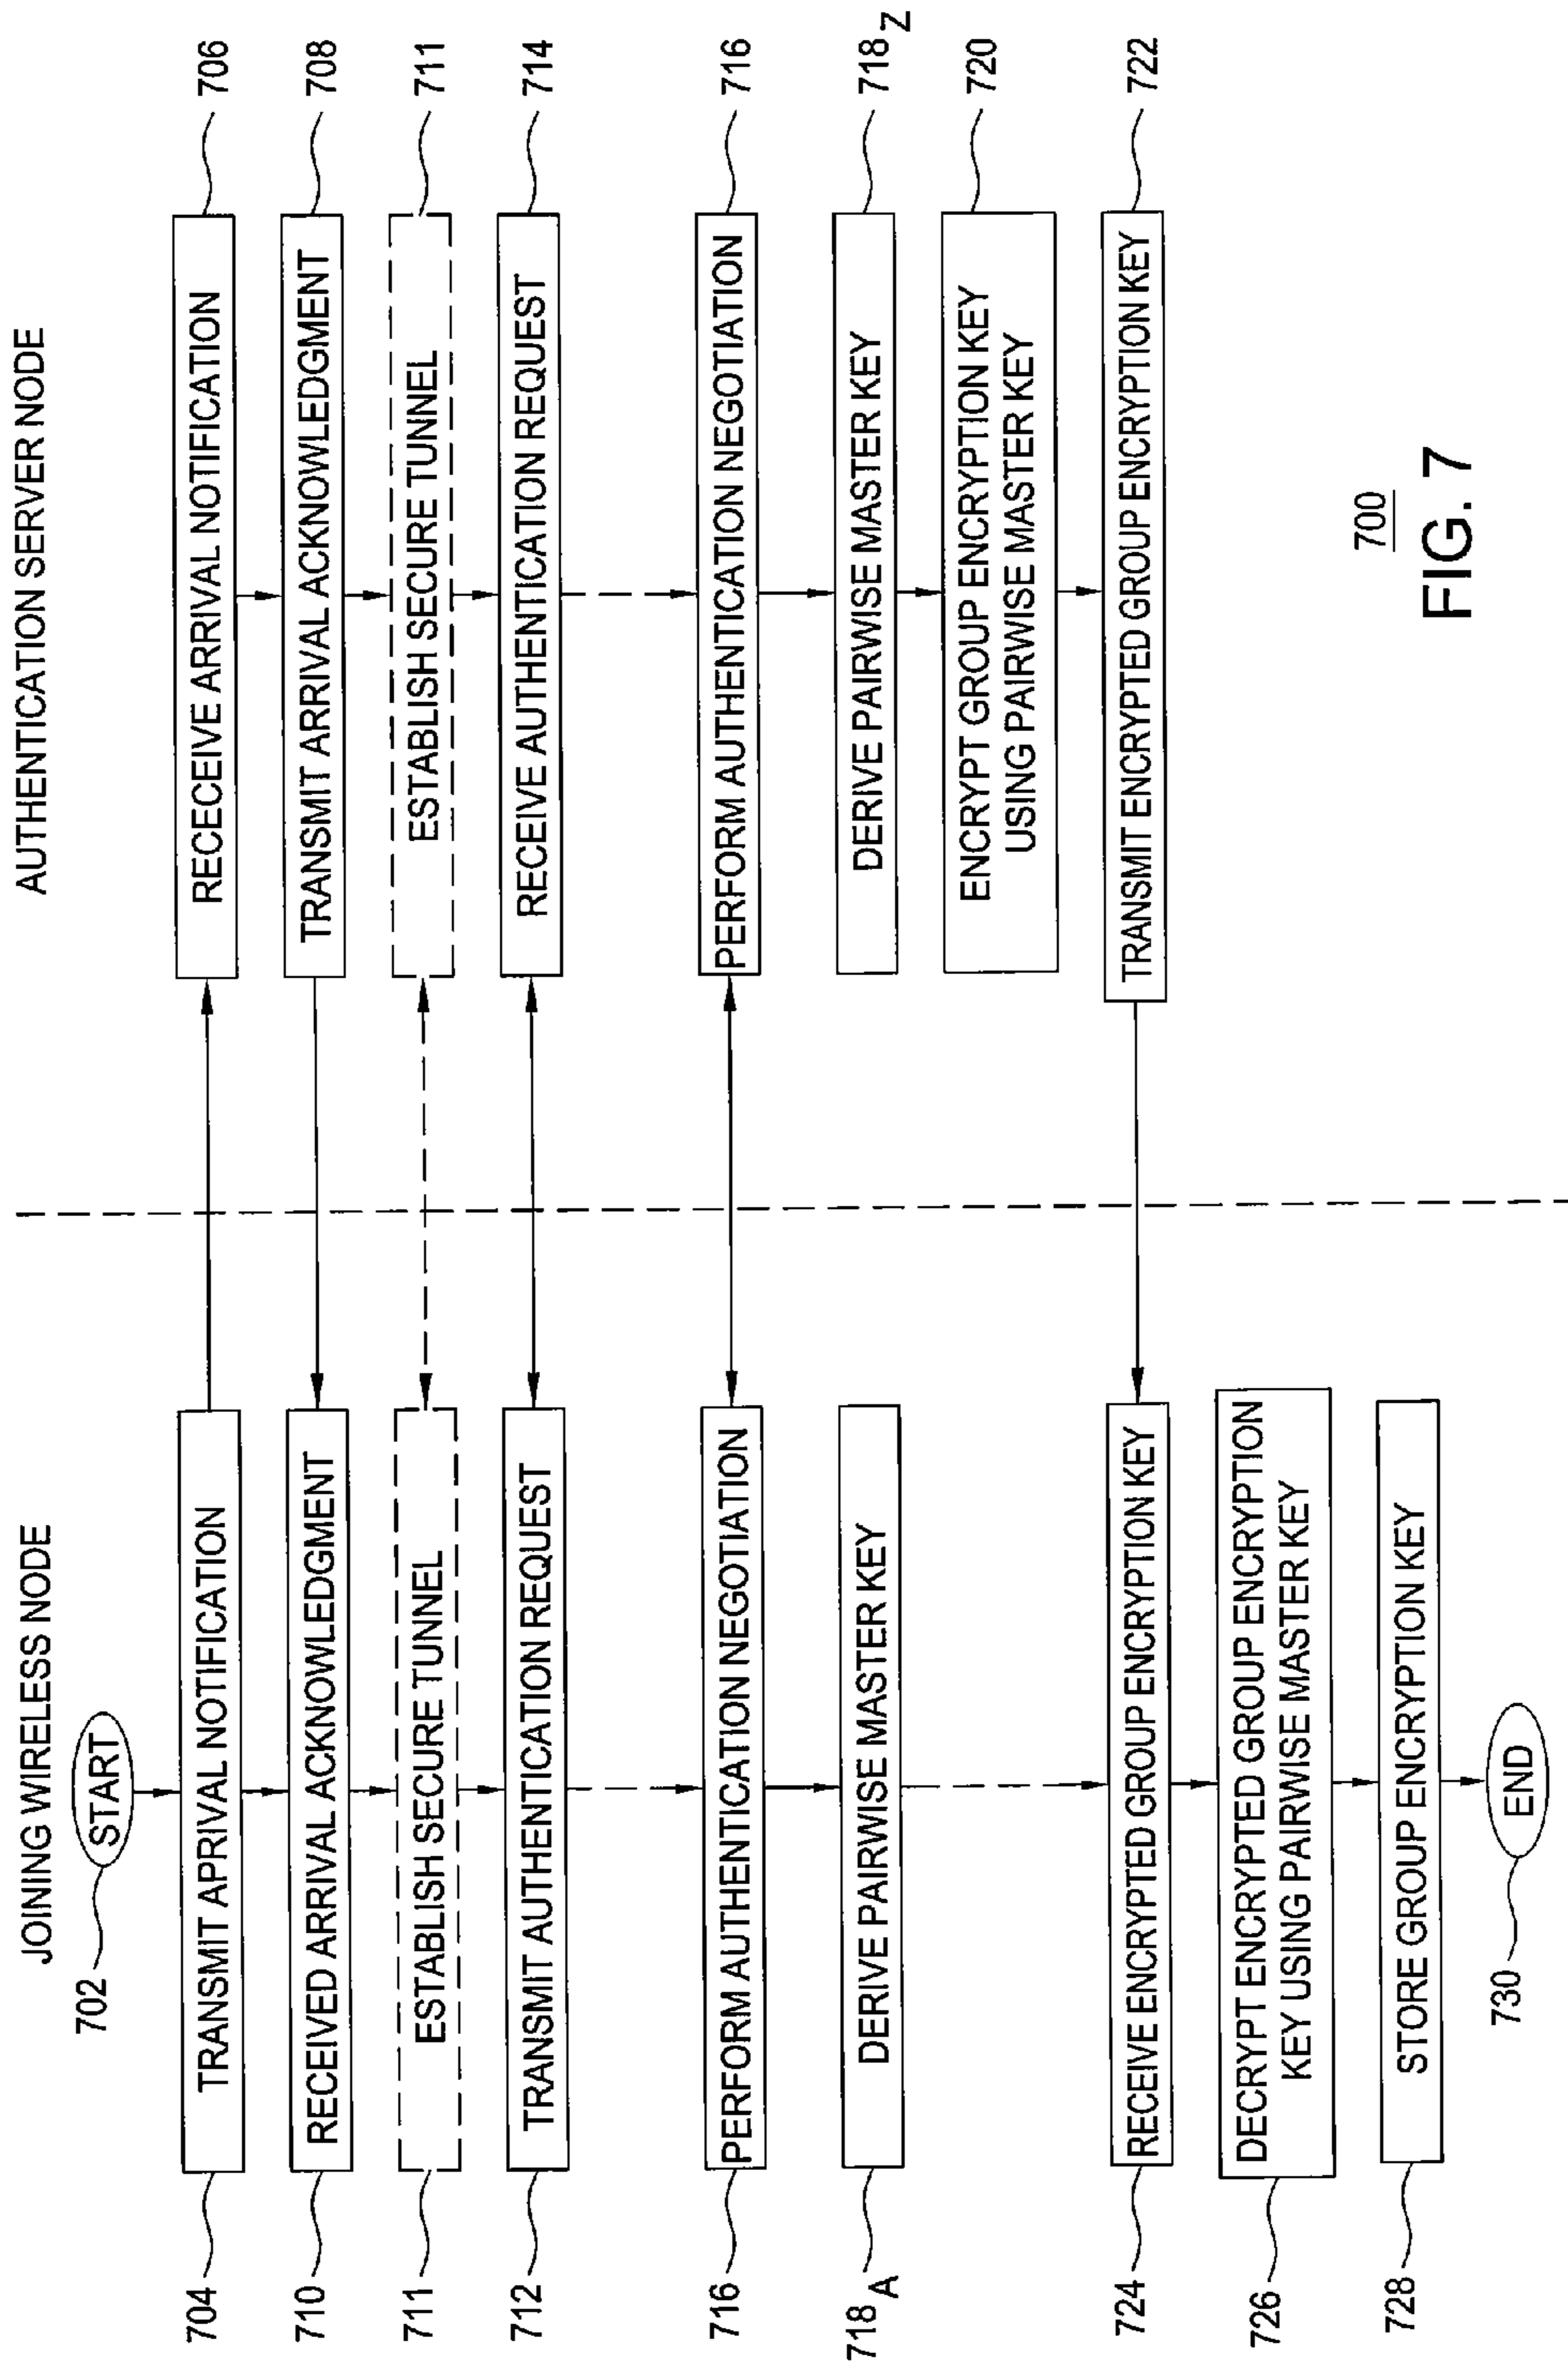 JOINING WIRELESS NODE
AUTHENTICATION SERVER NODE
702
START
704
TRANSMIT APRIVAL NOTIFICATION
RECEIVE ARRIVAL NOTIFICATION
706
710
RECEIVED ARRIVAL ACKNOWLEDGMENT
TRANSMIT ARRIVAL ACKNOWLEDGMENT
708
711
ESTABLISH SECURE TUNNEL
ESTABLISH SECURE TUNNEL
711
712
TRANSMIT AUTHENTICATION REQUEST
RECEIVE AUTHENTICATION REQUEST
714
716
PERFORM AUTHENTICATION NEGOTIATION
PERFORM AUTHENTICATION NEGOTIATION
716
718A
DERIVE PAIRWISE MASTER KEY
DERIVE PAIRWISE MASTER KEY
718Z
ENCRYPT GROUP ENCRYPTION KEY
USING PAIRWISE MASTER KEY
720
724
RECEIVE ENCRYPTED GROUP ENCRYPTION KEY
TRANSMIT ENCRYPTED GROUP ENCRYPTION KEY
722
726
DECRYPT ENCRYPTED GROUP ENCRYPTION
KEY USING PAIRWISE MASTER KEY
728
STORE GROUP ENCRYPTION KEY
730
END
700
FIG. 7